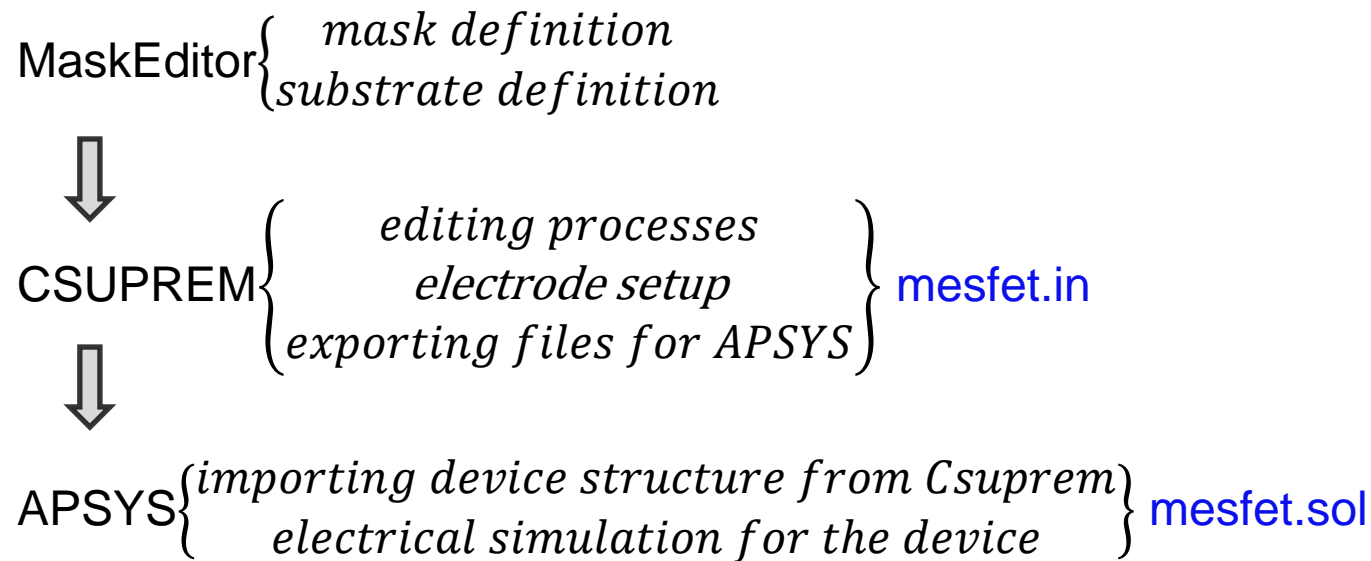 MaskEditor{ mask definition
substrate definition
CSUPREM{ editing processes
electrode setup
exporting files for APSYS } mesfet.in
APSYS{ importing device structure from Csuprem
electrical simulation for the device } mesfet.sol